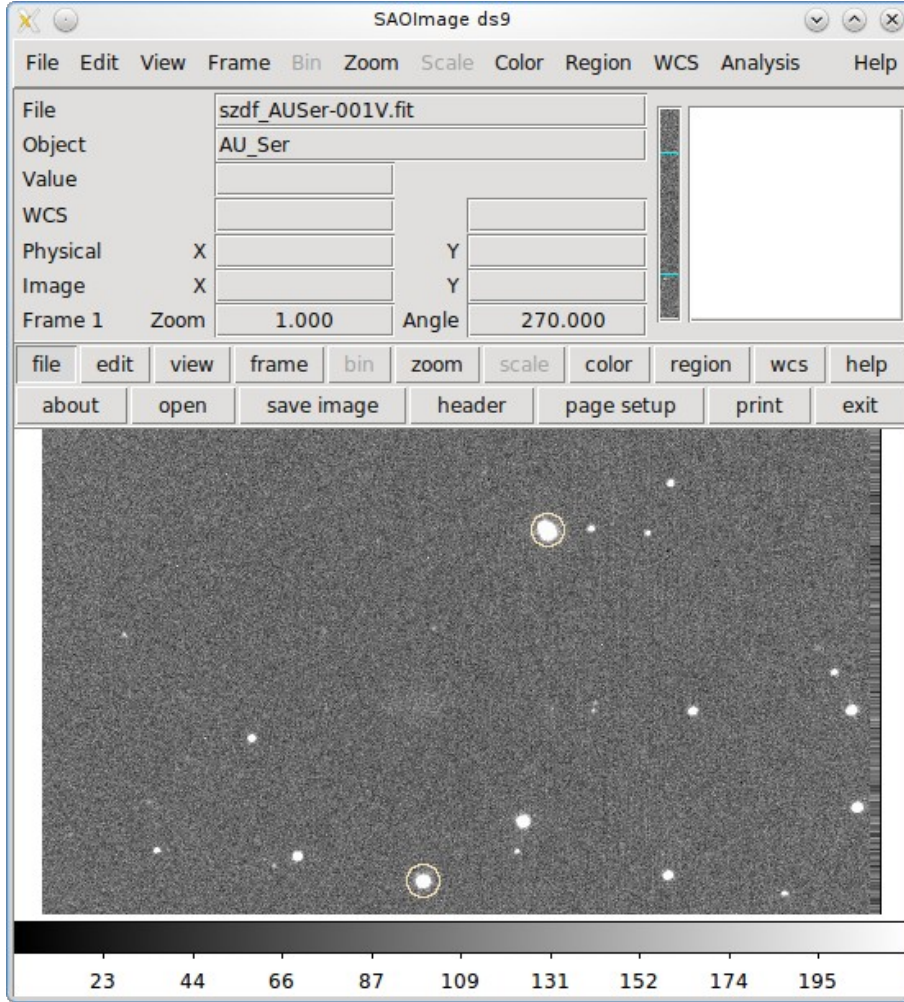 SAOImage ds9
File Edit View Frame Bin Zoom Scale Color Region WCS Analysis Help
File szdf_AUSer-001V.fit
Object AU_Ser
Value
WCS
Physical X Y
Image X Y
Frame 1 Zoom 1.000 Angle 270.000
file edit view frame bin zoom scale color region wcs help
about open save image header page setup print exit
23 44 66 87 109 131 152 174 195